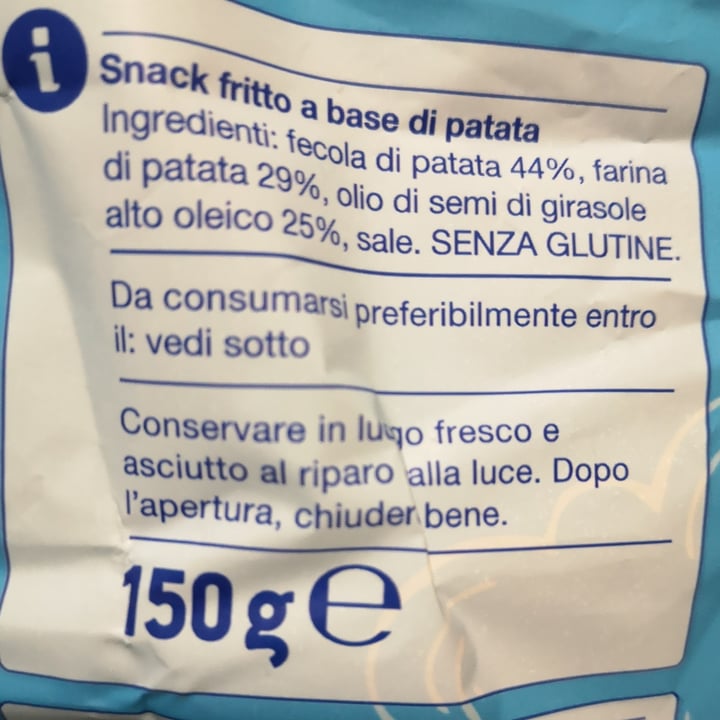 i
Snack fritto a base di patata
Ingredienti: fecola di patata 44%, farina
di patata 29%, olio di semi di girasole
alto oleico 25%, sale. SENZA GLUTINE.
Da consumarsi preferibilmente entro
il: vedi sotto
Conservare in luogo fresco e
asciutto al riparo alla luce. Dopo
l'apertura, chiuder bene.
150 g ℮